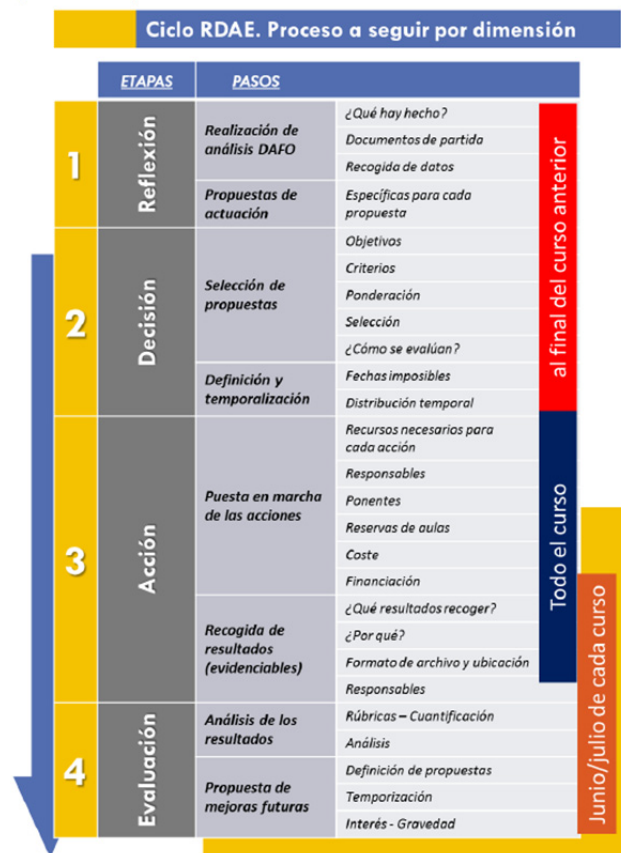 Ciclo RDAE. Proceso a seguir por dimensión
ETAPAS
PASOS
1
Reflexión
Realización de
análisis DAFO
¿Qué hay hecho?
Documentos de partida
Recogida de datos
Propuestas de
actuación
Específicas para cada
propuesta
2
Decisión
Selección de
propuestas
Objetivos
Criterios
Ponderación
Selección
¿Cómo se evalúan?
Definición y
temporalización
Fechas imposibles
Distribución temporal
al final del curso anterior
3
Acción
Puesta en marcha
de las acciones
Recursos necesarios para
cada acción
Responsables
Ponentes
Reservas de aulas
Coste
Financiación
Recogida de
resultados
(evidenciables)
¿Qué resultados recoger?
¿Por qué?
Formato de archivo y ubicación
Responsables
Todo el curso
4
Evaluación
Análisis de los
resultados
Rúbricas – Cuantificación
Análisis
Propuesta de
mejoras futuras
Definición de propuestas
Temporización
Interés - Gravedad
Junio/julio de cada curso